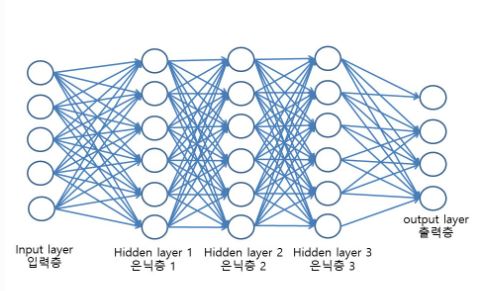 Input layer
입력층
Hidden layer 1
은닉층 1
Hidden layer 2
은닉층 2
Hidden layer 3
은닉층 3
output layer
출력층